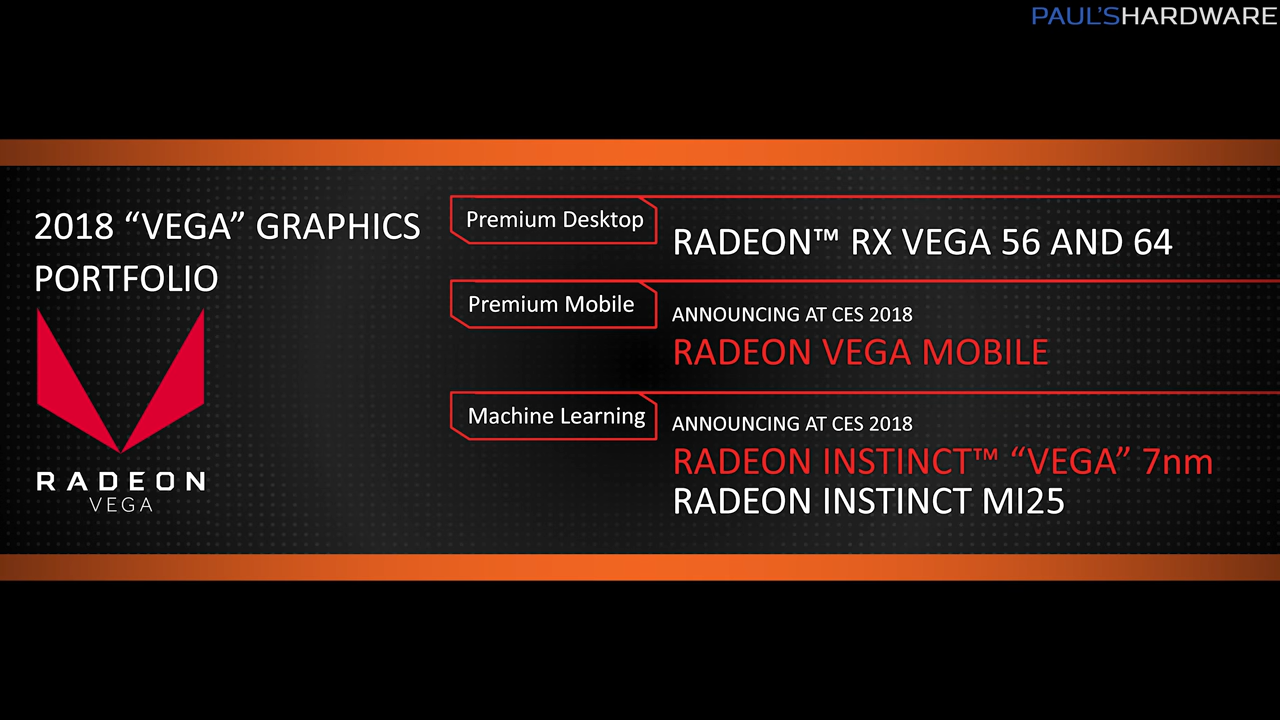 PAUL'SHARDWARE
2018 “VEGA” GRAPHICS
PORTFOLIO
RADEON
VEGA
Premium Desktop
RADEON™ RX VEGA 56 AND 64
Premium Mobile
ANNOUNCING AT CES 2018
RADEON VEGA MOBILE
Machine Learning
ANNOUNCING AT CES 2018
RADEON INSTINCT™ “VEGA” 7nm
RADEON INSTINCT MI25